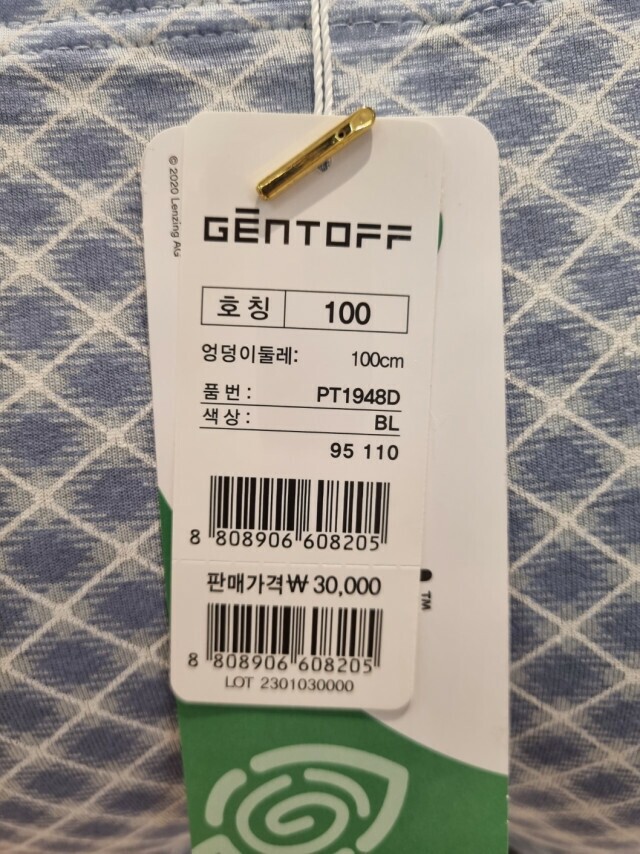 © 2020 Lenzing AG
GENTOFF
호칭 100
엉덩이둘레: 100cm
품번: PT1948D
색상: BL
95 110
8 808906 608205
판매가격₩ 30,000
TM
8 808906 608205
LOT 2301030000